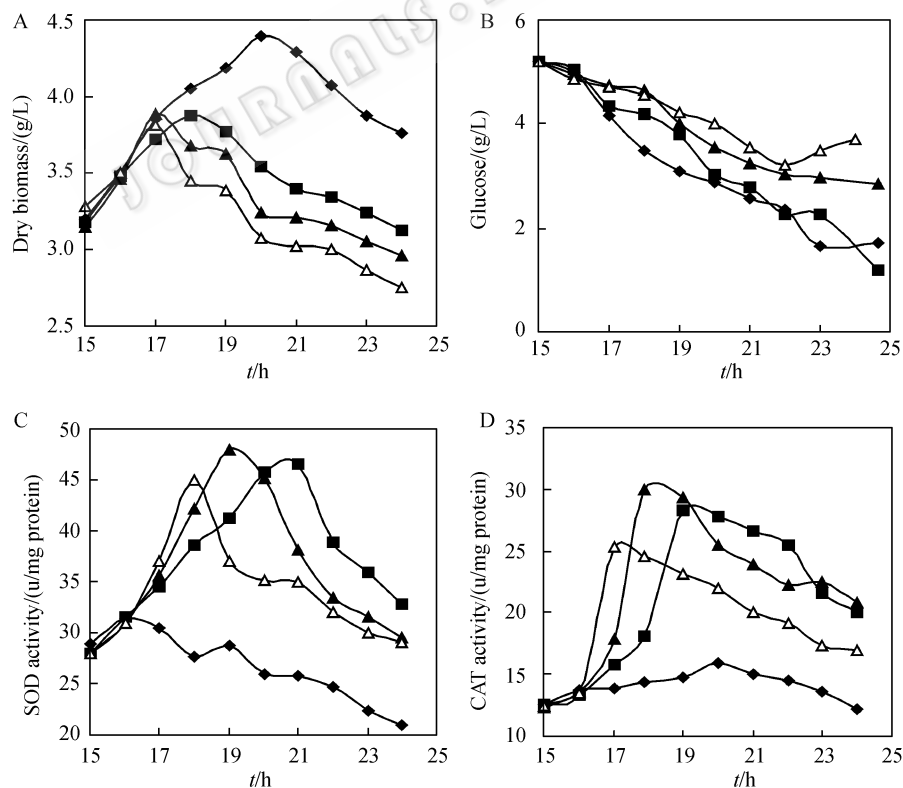 A
Dry biomass/(g/L)
4.5
4.0
3.5
3.0
2.5
15 17 19 21 23 25
t/h
B
Glucose/(g/L)
6
4
2
0
15 17 19 21 23 25
t/h
C
SOD activity/(u/mg protein)
50
45
40
35
30
25
20
15 17 19 21 23 25
t/h
D
CAT activity/(u/mg protein)
35
30
25
20
15
10
15 17 19 21 23 25
t/h
JOURNALS.